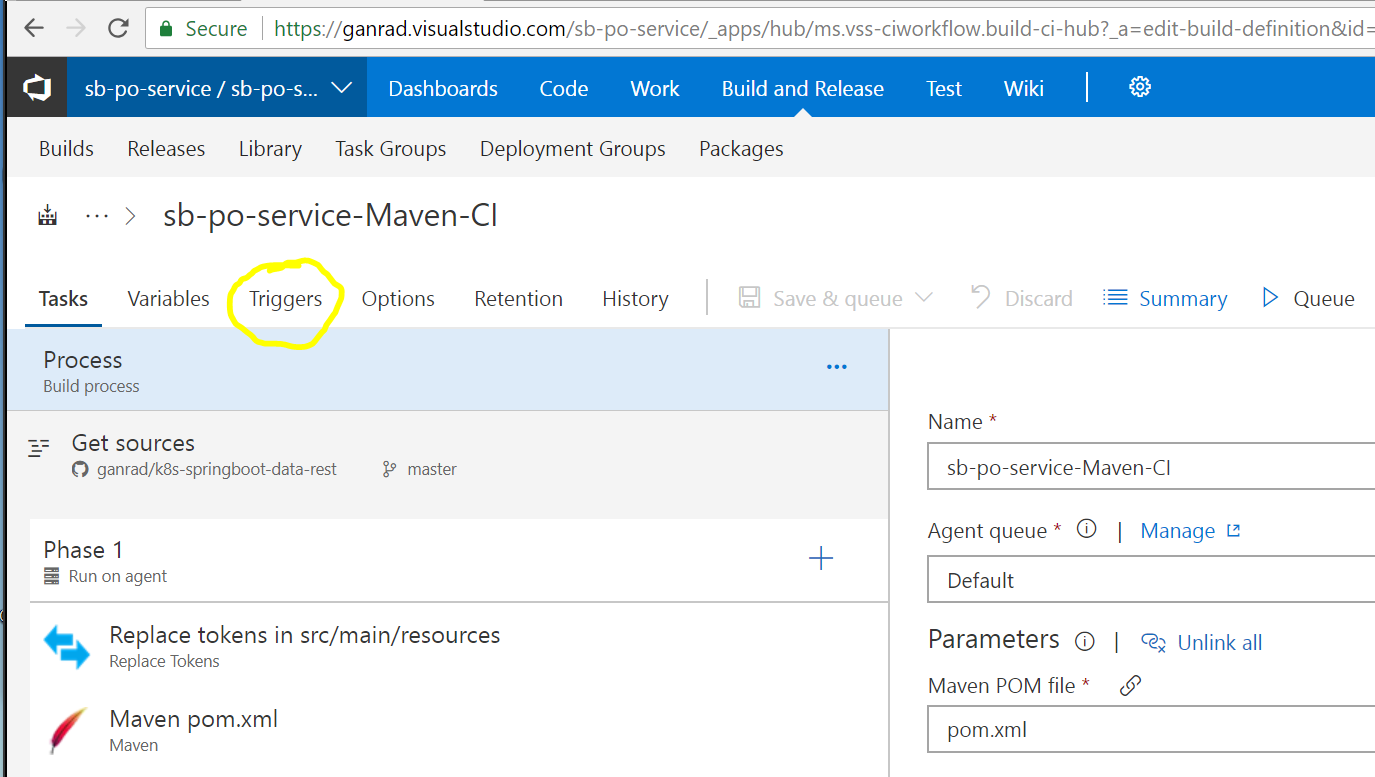 Secure https://ganrad.visualstudio.com/sb-po-service/_apps/hub/ms.vss-ciworkflow.build-ci-hub?_a=edit-build-definition&id=
sb-po-service / sb-po-s... Dashboards Code Work Build and Release Test Wiki
Builds Releases Library Task Groups Deployment Groups Packages
... > sb-po-service-Maven-CI
Tasks Variables Triggers Options Retention History Save & queue Discard Summary Queue
Process
Build process
Get sources
ganrad/k8s-springboot-data-rest master
Phase 1
Run on agent
Replace tokens in src/main/resources
Replace Tokens
Maven pom.xml
Maven
Name *
sb-po-service-Maven-CI
Agent queue * | Manage
Default
Parameters | Unlink all
Maven POM file *
pom.xml